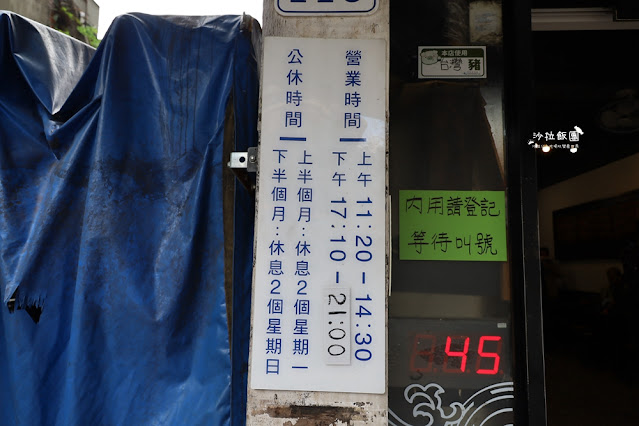 營業時間
上午 11:20-14:30
下午 17:10-21:00
公休時間
上半個月:休息2個星期一
下半個月:休息2個星期日
本店使用
台灣豬
沙拉飯團
內用請登記
等待叫號
45